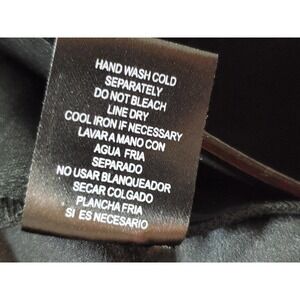 HAND WASH COLD
SEPARATELY
DO NOT BLEACH
LINE DRY
COOL IRON IF NECESSARY
LAVAR A MANO CON
AGUA FRIA
SEPARADO
NO USAR BLANQUEADOR
SECAR COLGADO
PLANCHA FRIA
SI ES NECESARIO